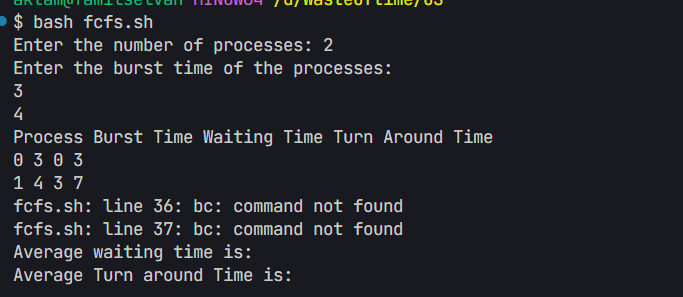 $ bash fcfs.sh
Enter the number of processes: 2
Enter the burst time of the processes:
3
4
Process Burst Time Waiting Time Turn Around Time
0 3 0 3
1 4 3 7
fcfs.sh: line 36: bc: command not found
fcfs.sh: line 37: bc: command not found
Average waiting time is:
Average Turn around Time is: